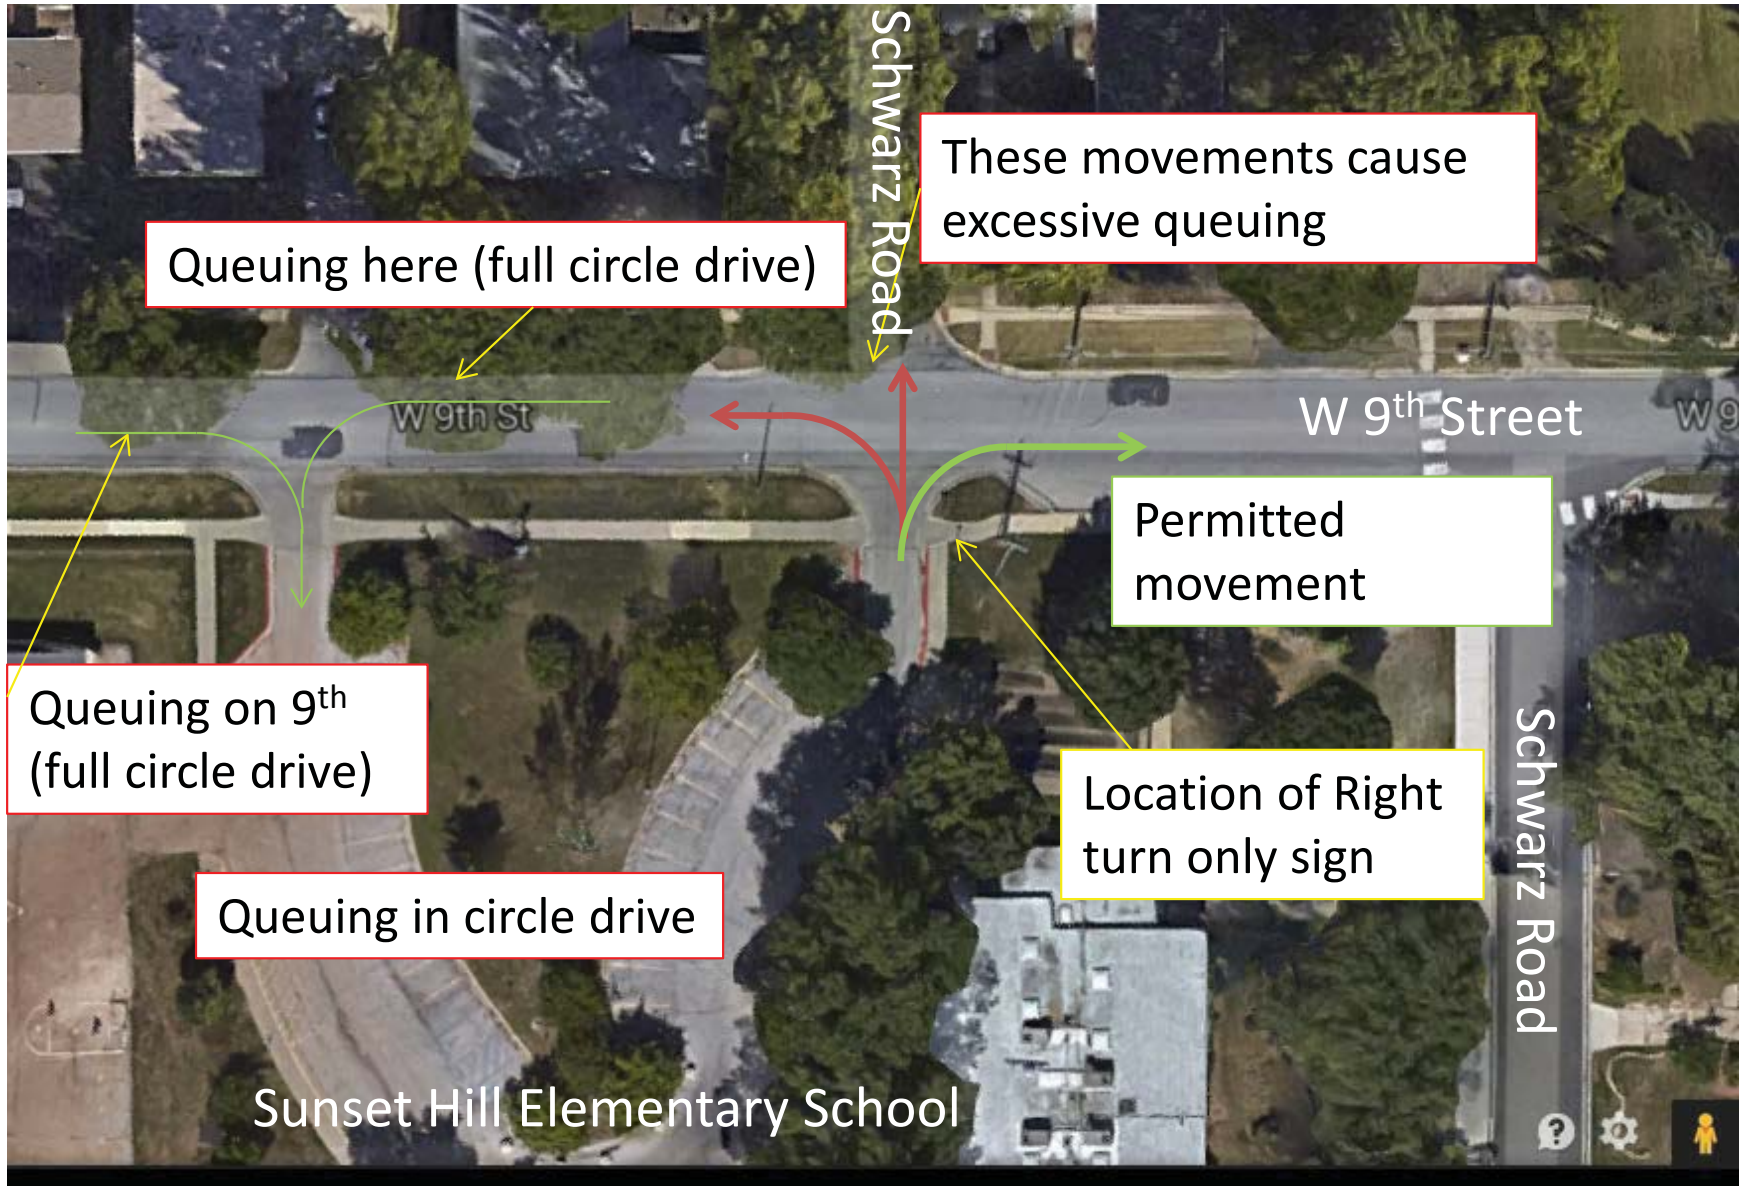 Schwarz Road
These movements cause
excessive queuing
Queuing here (full circle drive)
W 9th St
W 9th Street
W 9
Permitted
movement
Queuing on 9th
(full circle drive)
Location of Right
turn only sign
Schwarz Road
Queuing in circle drive
Sunset Hill Elementary School
?